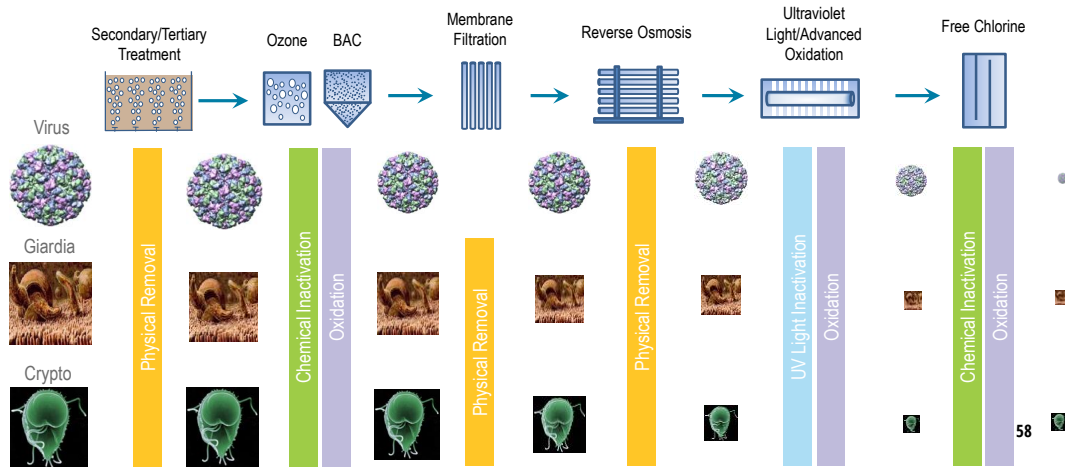 Secondary/Tertiary
Treatment
Ozone
BAC
Membrane
Filtration
Reverse Osmosis
Ultraviolet
Light/Advanced
Oxidation
Free Chlorine
Virus
Giardia
Crypto
Physical Removal
Chemical Inactivation
Oxidation
Physical Removal
Physical Removal
UV Light Inactivation
Oxidation
Chemical Inactivation
Oxidation
58